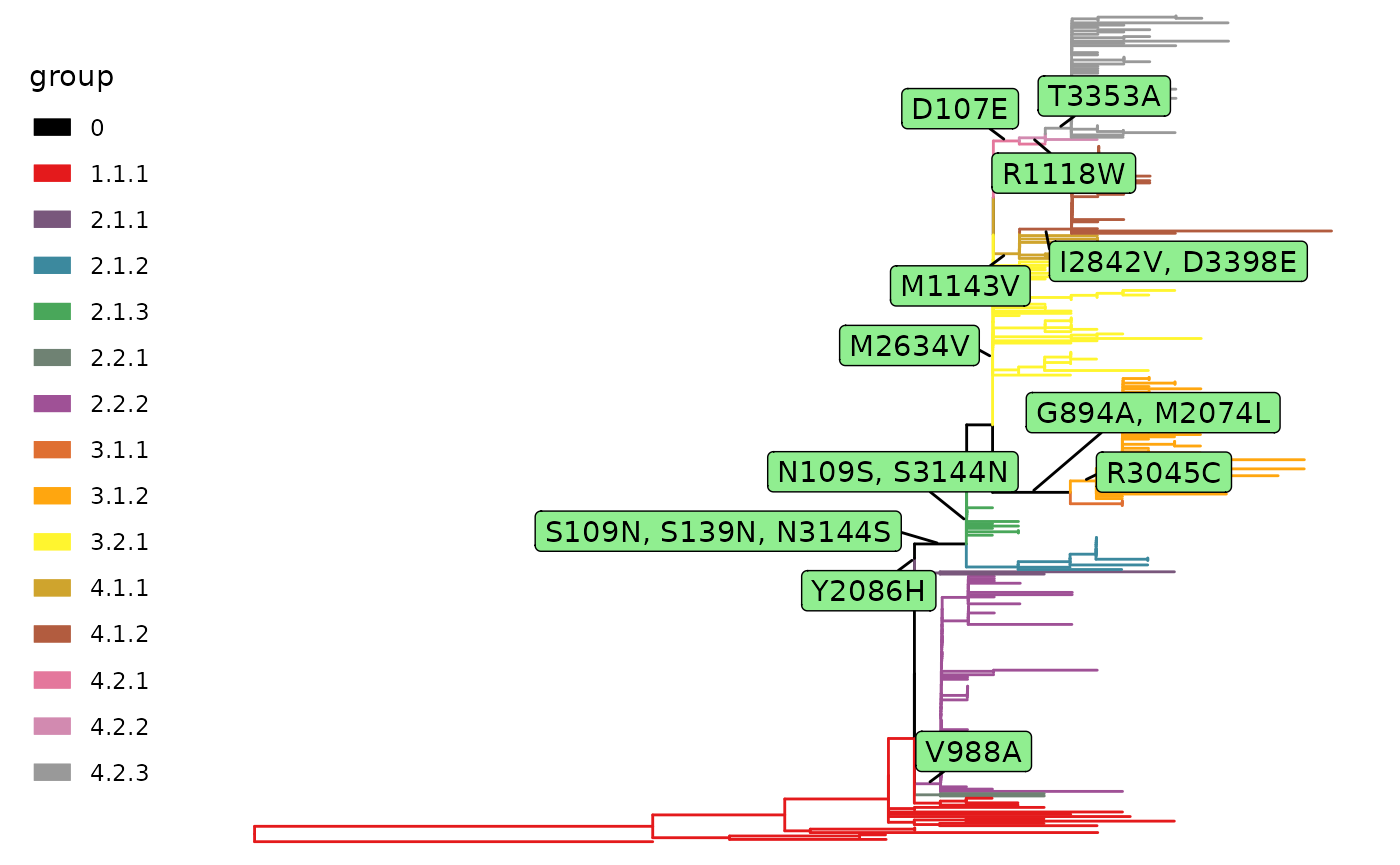 group
0
1.1.1
2.1.1
2.1.2
2.1.3
2.2.1
2.2.2
3.1.1
3.1.2
3.2.1
4.1.1
4.1.2
4.2.1
4.2.2
4.2.3
T3353A
D107E
R1118W
I2842V, D3398E
M1143V
M2634V
G894A, M2074L
N109S, S3144N
R3045C
S109N, S139N, N3144S
Y2086H
V988A